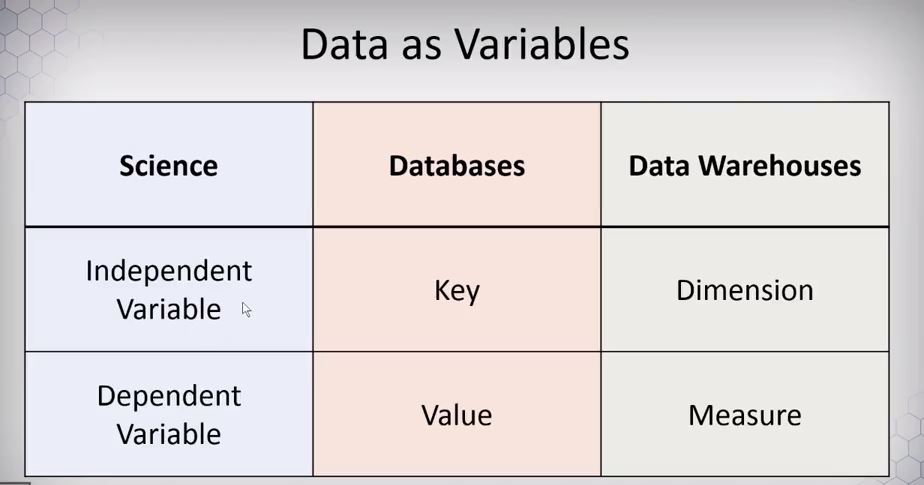 Data as Variables
Science
Databases
Data Warehouses
Independent
Variable
Key
Dimension
Dependent
Variable
Value
Measure